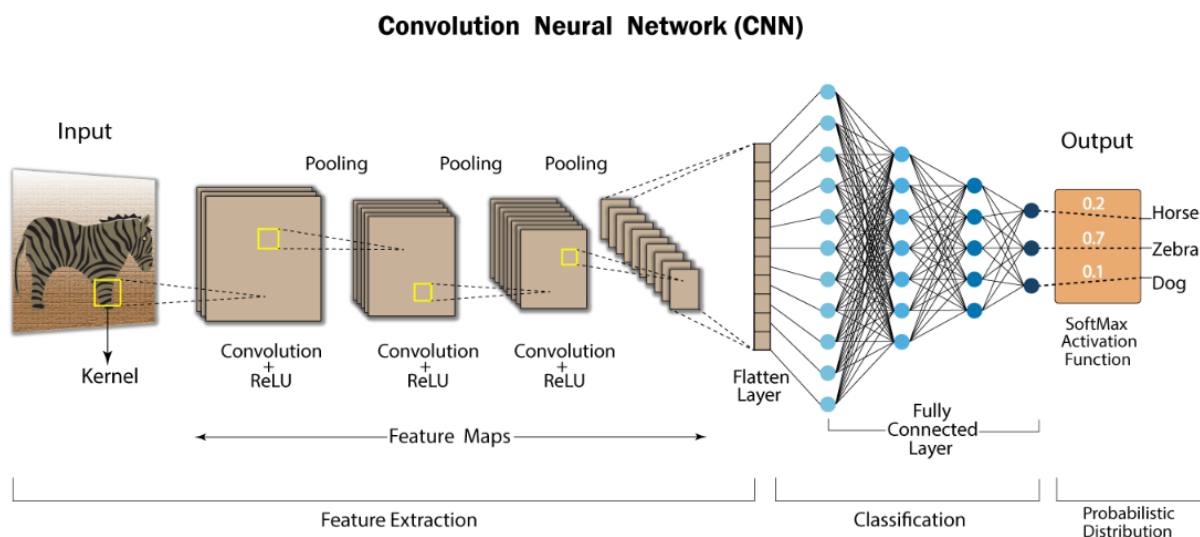 Convolution Neural Network (CNN)
Input
Pooling
Pooling
Pooling
Output
0.2
Horse
0.7
Zebra
0.1
Dog
SoftMax
Activation
Function
Kernel
Convolution
+
ReLU
Convolution
+
ReLU
Convolution
+
ReLU
Flatten
Layer
Fully
Connected
Layer
Feature Maps
Feature Extraction
Classification
Probabilistic
Distribution